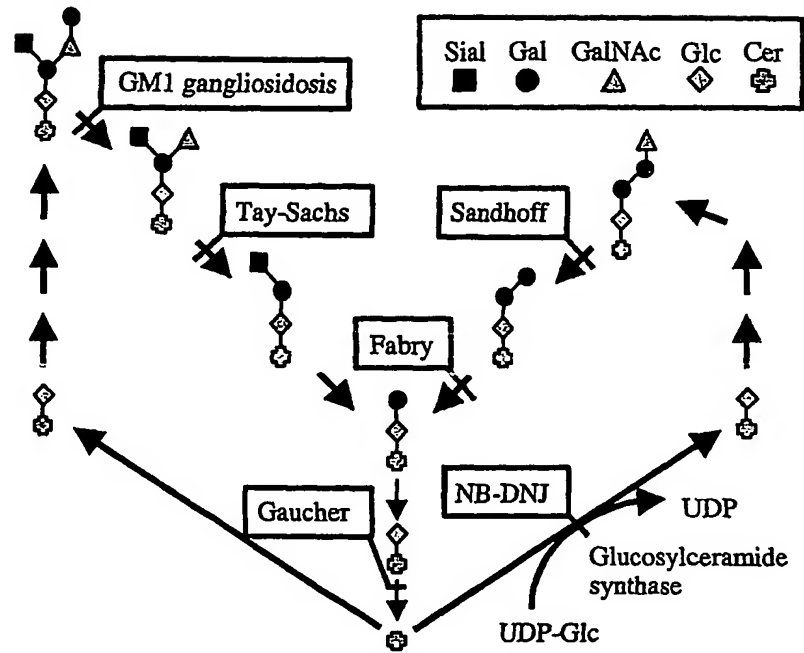 Sial Gal GalNAc Glc Cer
GM1 gangliosidosis
Tay-Sachs
Sandhoff
Fabry
Gaucher
NB-DNJ
UDP
Glucosylceramide
synthase
UDP-Glc